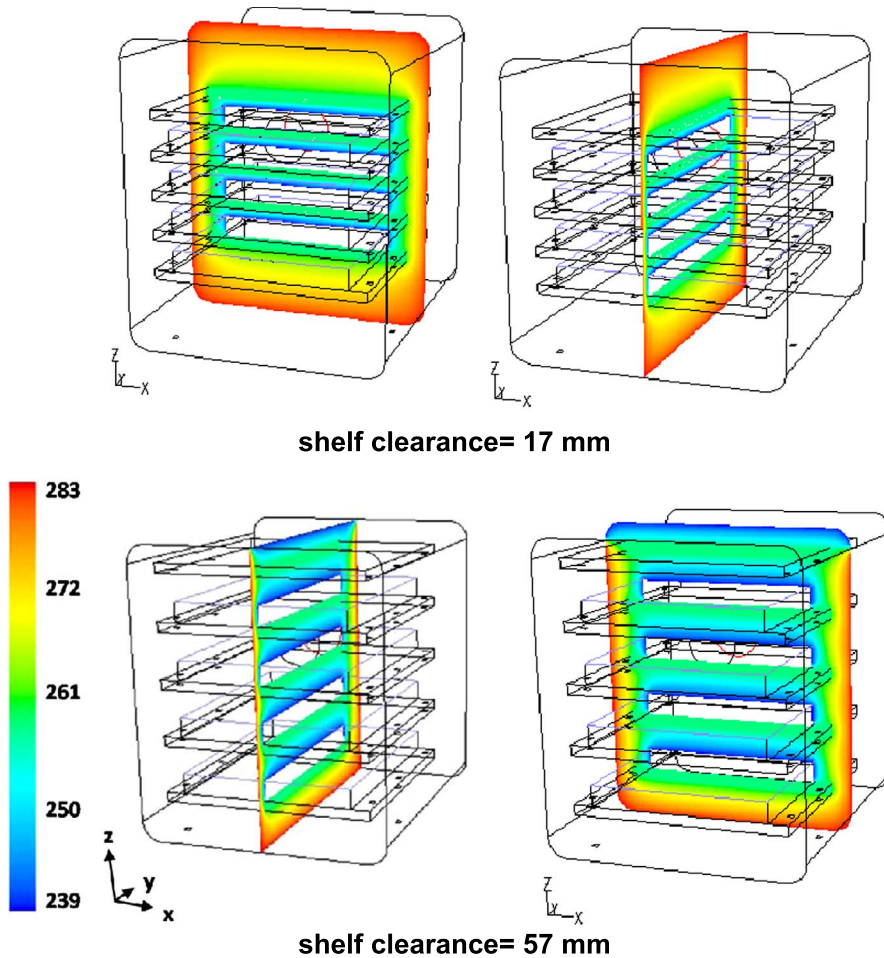 Z
Y
X
Z
Y
X
shelf clearance= 17 mm
283
272
261
250
239
z
y
x
Z
Y
X
shelf clearance= 57 mm